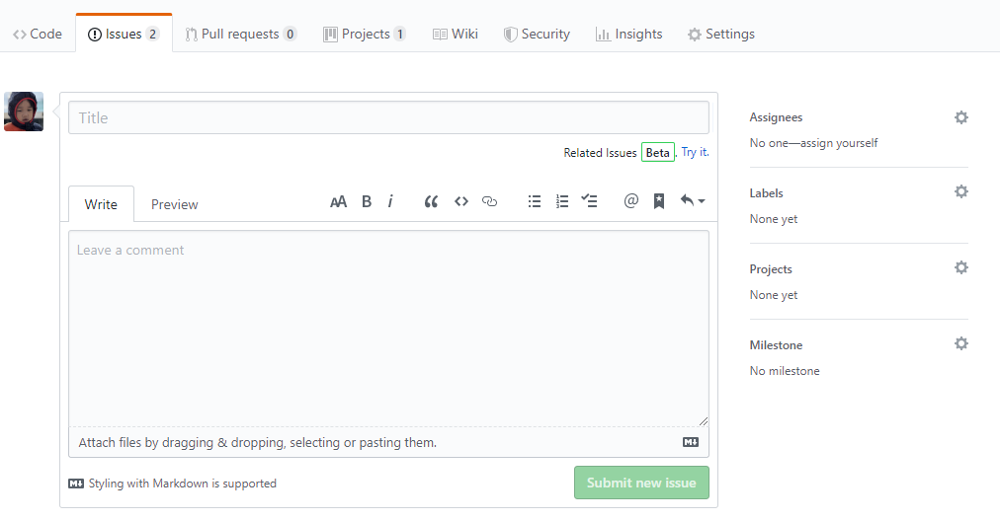 Code Issues 2 Pull requests 0 Projects 1 Wiki Security Insights Settings
Title
Related Issues Beta . Try it.
Write Preview AA B i @
Leave a comment
Attach files by dragging & dropping, selecting or pasting them.
Styling with Markdown is supported
Submit new issue
Assignees
No one—assign yourself
Labels
None yet
Projects
None yet
Milestone
No milestone